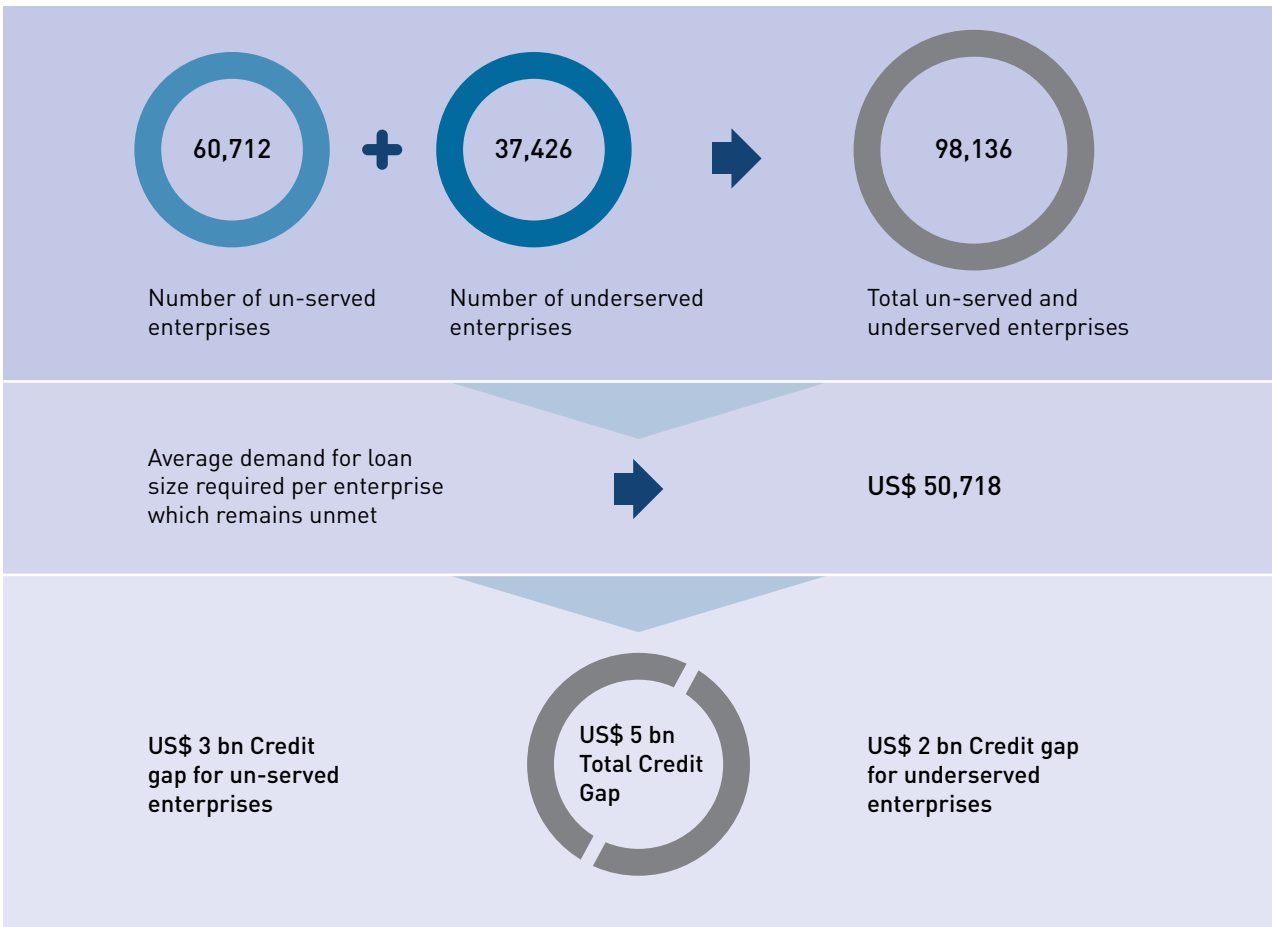 60,712
37,426
98,136
Number of un-served
enterprises
Number of underserved
enterprises
Total un-served and
underserved enterprises
Average demand for loan
size required per enterprise
which remains unmet
US$ 50,718
US$ 3 bn Credit
gap for un-served
enterprises
US$ 5 bn
Total Credit
Gap
US$ 2 bn Credit gap
for underserved
enterprises